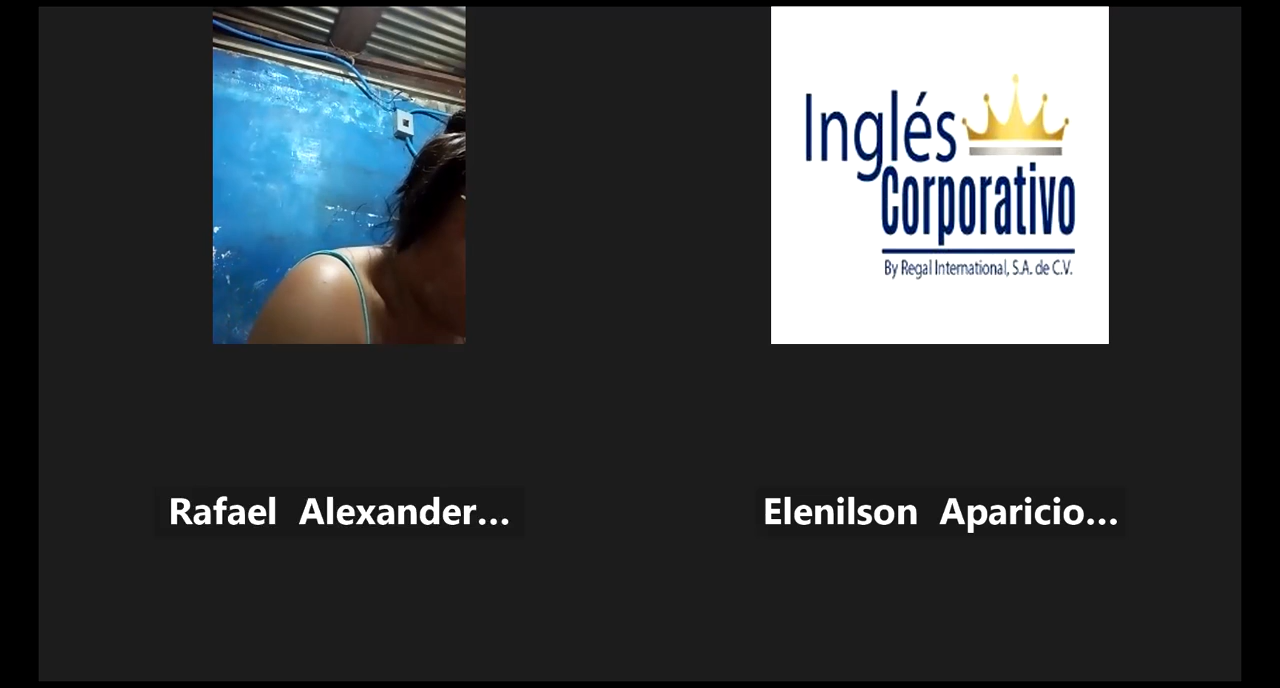 Inglés
Corporativo
By Regal International, S.A. de C.V.
Rafael Alexander...
Elenilson Aparicio...